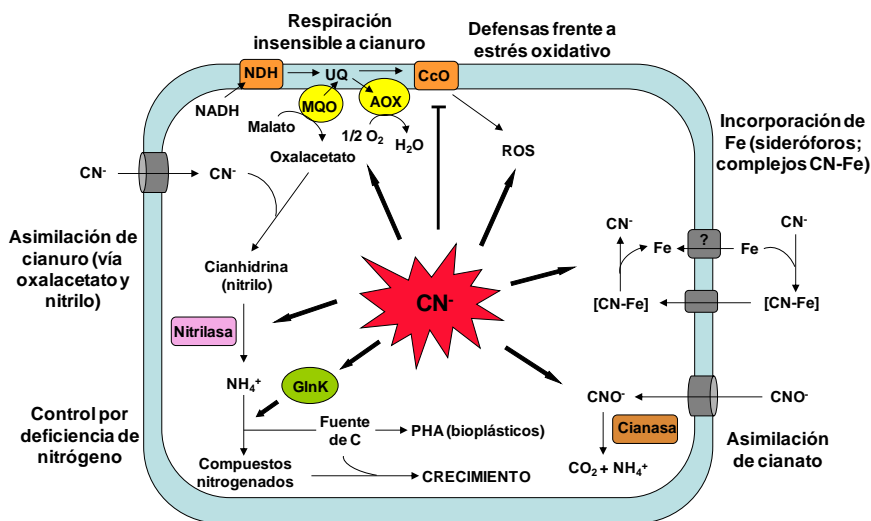 Respiración
insensible a cianuro
Defensas frente a
estrés oxidativo
NDH
UQ
CcO
NADH
MQO
AOX
Malato
1/2 O₂
H₂O
Oxalacetato
ROS
Incorporación de
Fe (sideróforos;
complejos CN-Fe)
CN⁻
CN⁻
Asimilación de
cianuro (vía
oxalacetato y
nitrilo)
Cianhidrina
(nitrilo)
CN⁻
CN⁻
CN⁻
?
Fe
Fe
[CN-Fe]
[CN-Fe]
Nitrilasa
NH₄⁺
GlnK
CNO⁻
CNO⁻
Cianasa
CO₂ + NH₄⁺
Asimilación
de cianato
Control por
deficiencia de
nitrógeno
Fuente
de C
PHA (bioplásticos)
Compuestos
nitrogenados
CRECIMIENTO